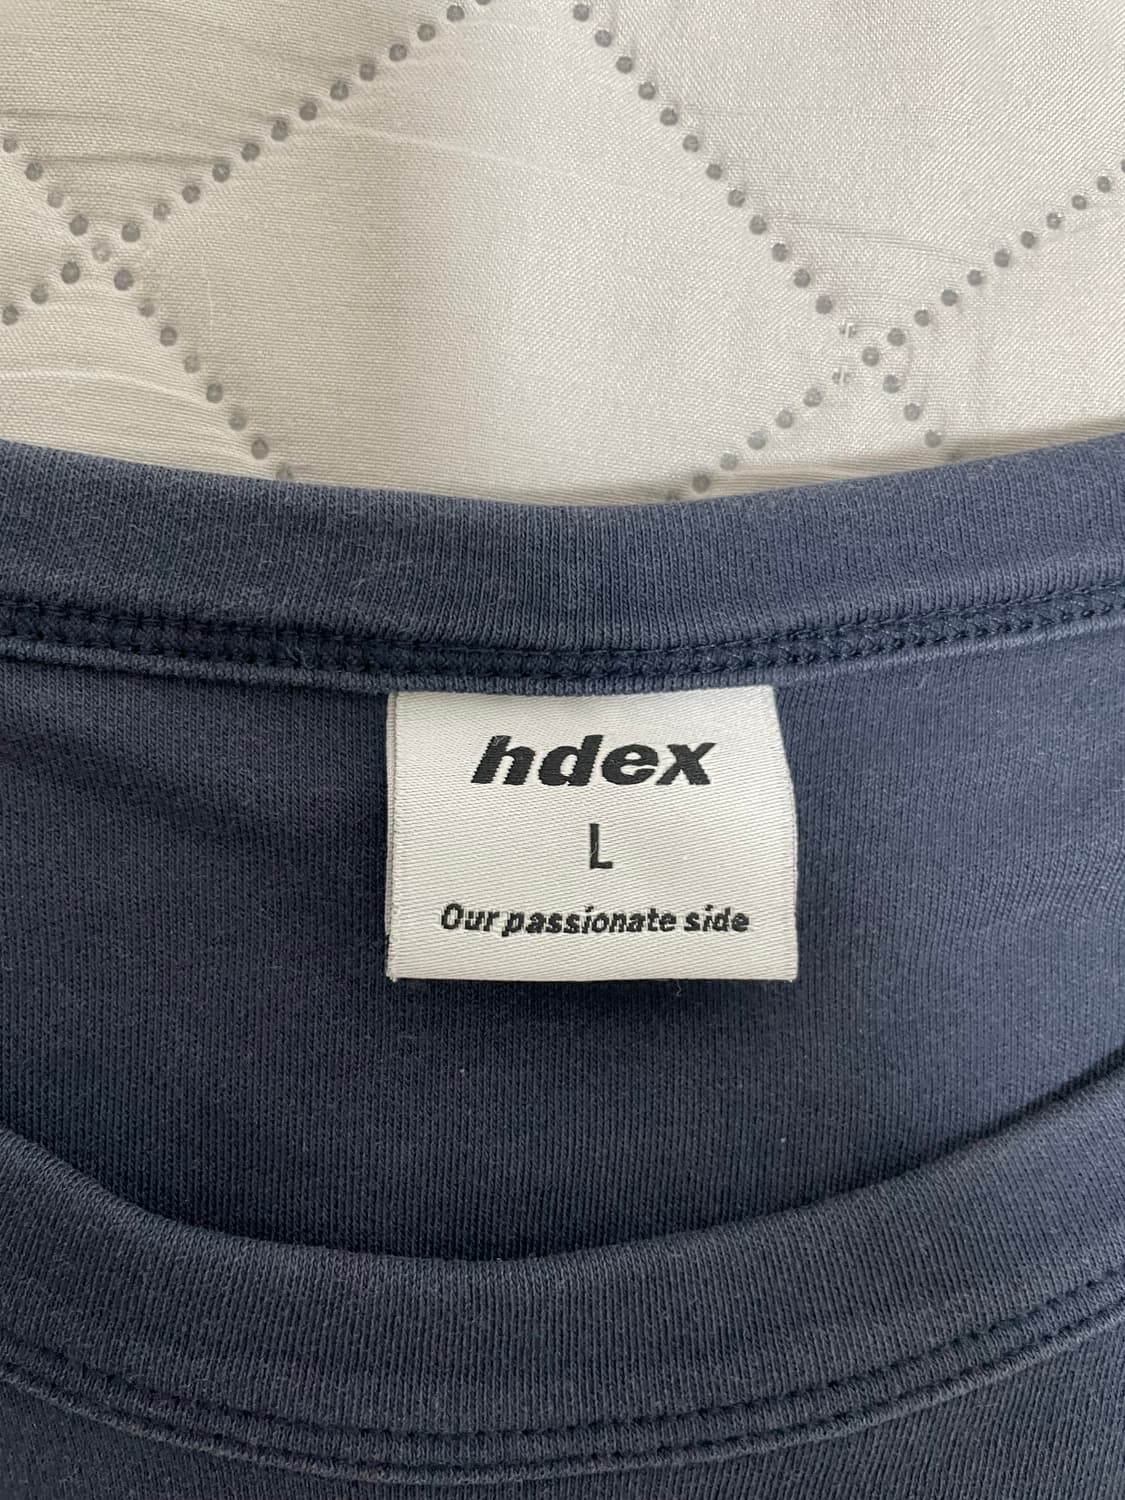 hdex
L
Our passionate side